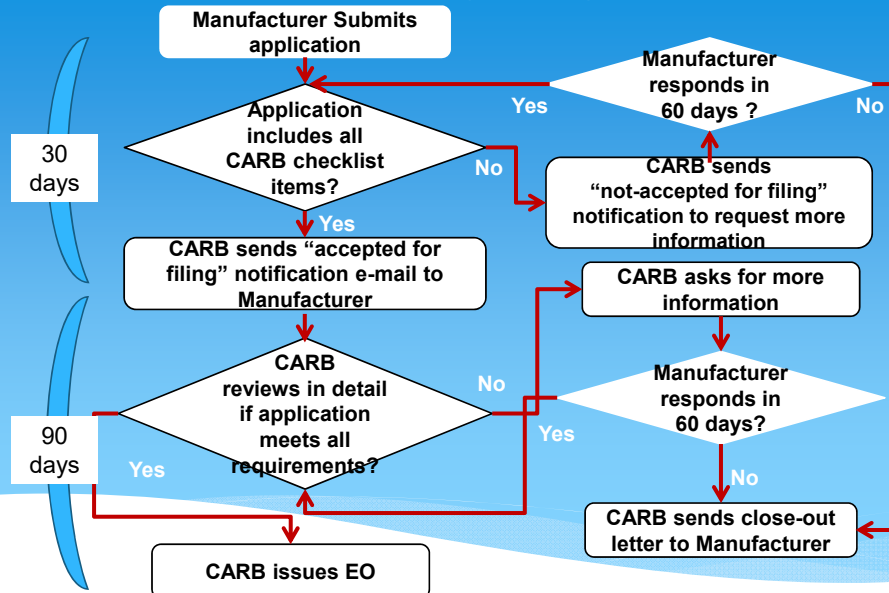 Manufacturer Submits
application
Manufacturer
responds in
60 days ?
Yes
No
Application
includes all
CARB checklist
items?
30
days
No
CARB sends
“not-accepted for filing”
notification to request more
information
Yes
CARB sends “accepted for
filing” notification e-mail to
Manufacturer
CARB asks for more
information
CARB
reviews in detail
if application
meets all
requirements?
No
Manufacturer
responds in
60 days?
Yes
90
days
Yes
No
CARB sends close-out
letter to Manufacturer
CARB issues EO